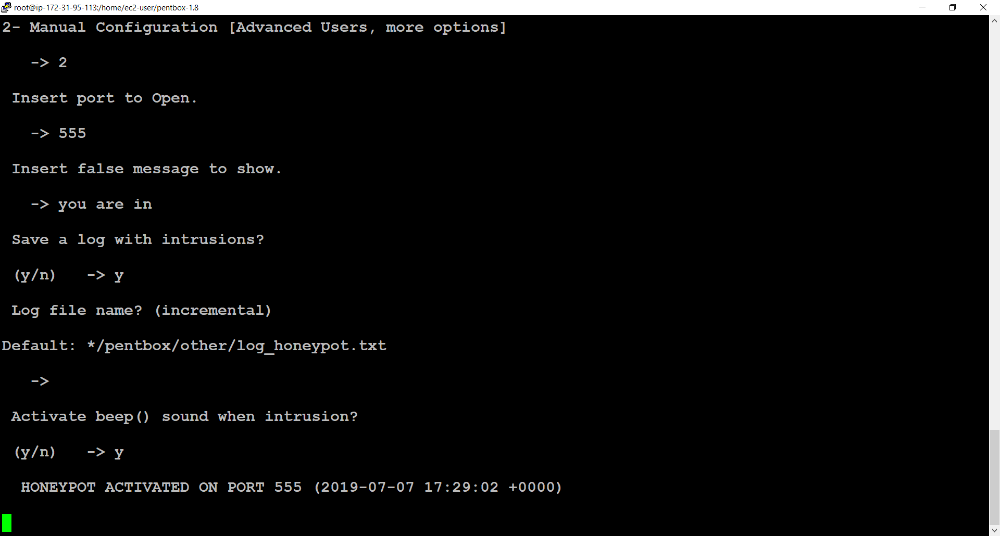 root@ip-172-31-95-113:/home/ec2-user/pentbox-1.8
2- Manual Configuration [Advanced Users, more options]
-> 2
Insert port to Open.
-> 555
Insert false message to show.
-> you are in
Save a log with intrusions?
(y/n)   -> y
Log file name? (incremental)
Default: */pentbox/other/log_honeypot.txt
->
Activate beep() sound when intrusion?
(y/n)   -> y
HONEYPOT ACTIVATED ON PORT 555 (2019-07-07 17:29:02 +0000)